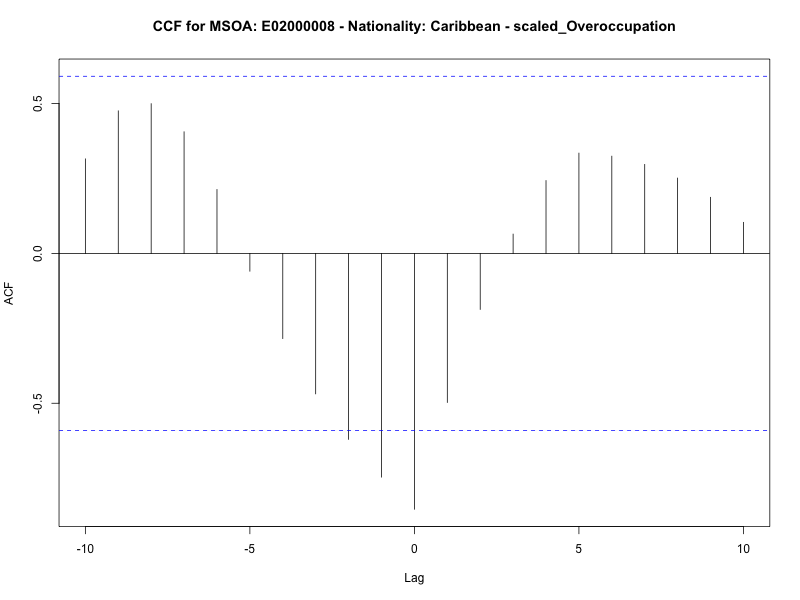 CCF for MSOA: E02000008 - Nationality: Caribbean - scaled_Overoccupation
ACF
0.5
0.0
-0.5
-10
-5
0
5
10
Lag